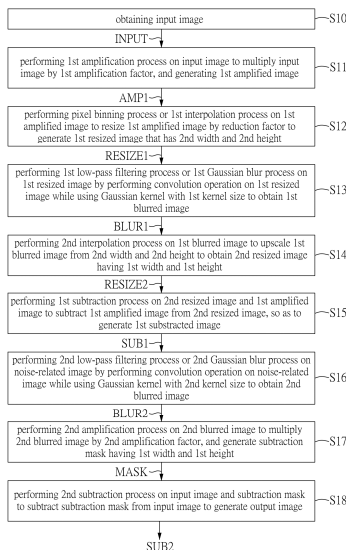 obtaining input image
S10
INPUT
performing 1st amplification process on input image to multiply input
image by 1st amplification factor, and generating 1st amplified image
S11
AMP1
performing pixel binning process or 1st interpolation process on 1st
amplified image to resize 1st amplified image by reduction factor to
generate 1st resized image that has 2nd width and 2nd height
S12
RESIZE1
performing 1st low-pass filtering process or 1st Gaussian blur process on
1st resized image by performing convolution operation on 1st resized
image while using Gaussian kernel with 1st kernel size to obtain 1st
blurred image
S13
BLUR1
performing 2nd interpolation process on 1st blurred image to upscale 1st
blurred image from 2nd width and 2nd height to obtain 2nd resized image
having 1st width and 1st height
S14
RESIZE2
performing 1st subtraction process on 2nd resized image and 1st amplified
image to subtract 1st amplified image from 2nd resized image, so as to
generate 1st substracted image
S15
SUB1
performing 2nd low-pass filtering process or 2nd Gaussian blur process on
noise-related image by performing convolution operation on noise-related
image while using Gaussian kernel with 2nd kernel size to obtain 2nd
blurred image
S16
BLUR2
performing 2nd amplification process on 2nd blurred image to multiply
2nd blurred image by 2nd amplification factor, and generate subtraction
mask having 1st width and 1st height
S17
MASK
performing 2nd subtraction process on input image and subtraction mask
to subtract subtraction mask from input image to generate output image
S18
SUB2